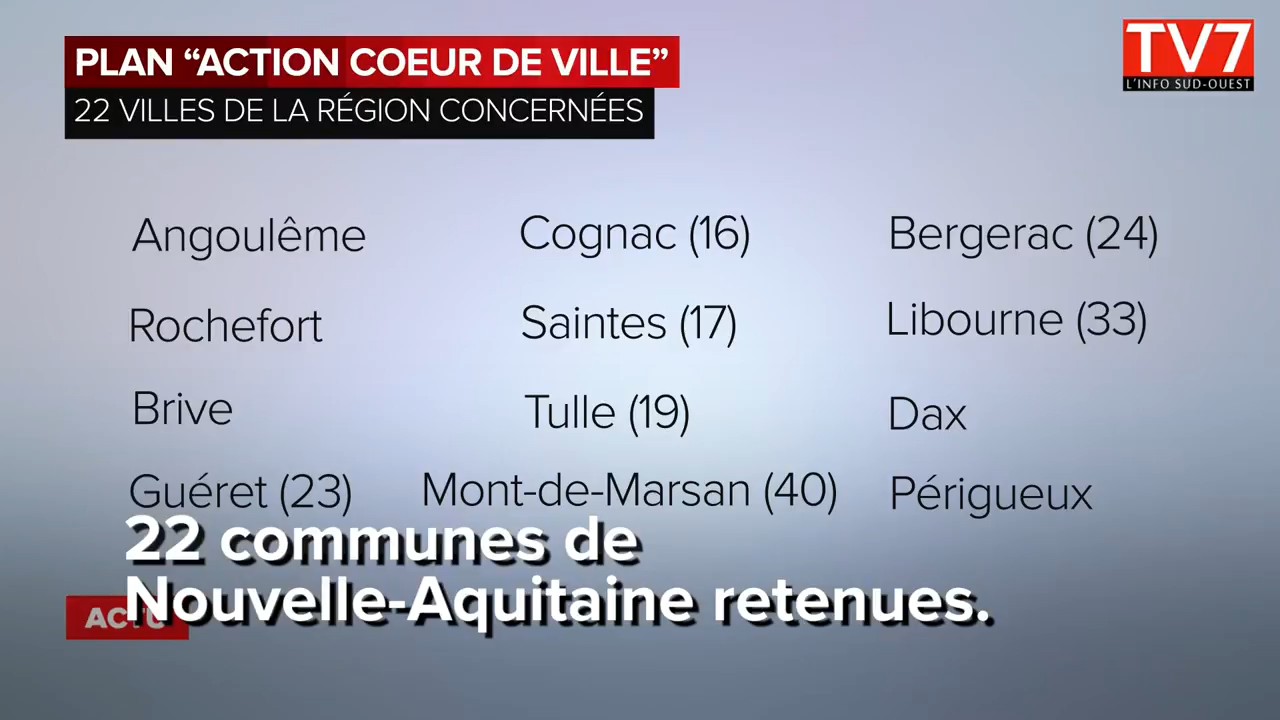 PLAN “ACTION COEUR DE VILLE”
22 VILLES DE LA RÉGION CONCERNÉES
TV7
L'INFO SUD-OUEST
Angoulême Cognac (16) Bergerac (24)
Rochefort Saintes (17) Libourne (33)
Brive Tulle (19) Dax
Guéret (23) Mont-de-Marsan (40) Périgueux
22 communes de
Nouvelle-Aquitaine retenues.
ACTU